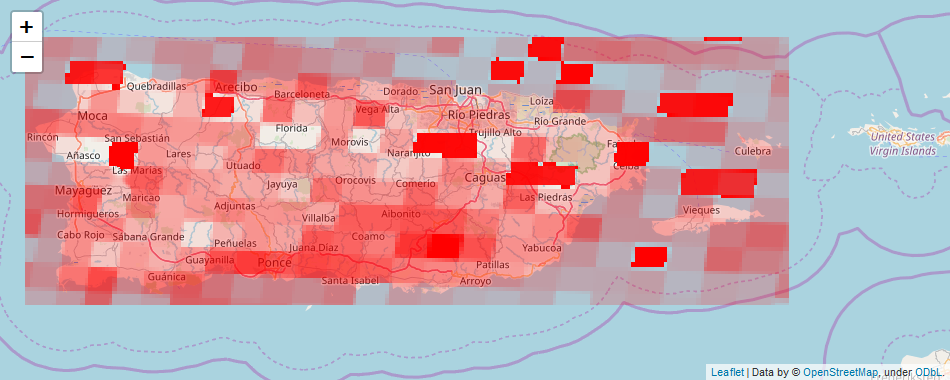 +
−
Quebradillas
Arecibo
Barceloneta
Dorado
San Juan
Loíza
Moca
Vega Alta
Río Piedras
Río Grande
Florida
Trujillo Alto
Rincón
San Sebastián
Morovis
United States
Virgin Islands
Añasco
Lares
Naranjito
Culebra
Las Marías
Utuado
Ceiba
Mayagüez
Jayuya
Orocovis
Comerío
Caguas
Maricao
Adjuntas
Las Piedras
Hormigueros
Villalba
Aibonito
Vieques
Cabo Rojo
Sabana Grande
Peñuelas
Coamo
Juana Díaz
Yabucoa
Guayanilla
Ponce
Patillas
Guánica
Santa Isabel
Arroyo
Leaflet | Data by © OpenStreetMap, under ODbL.